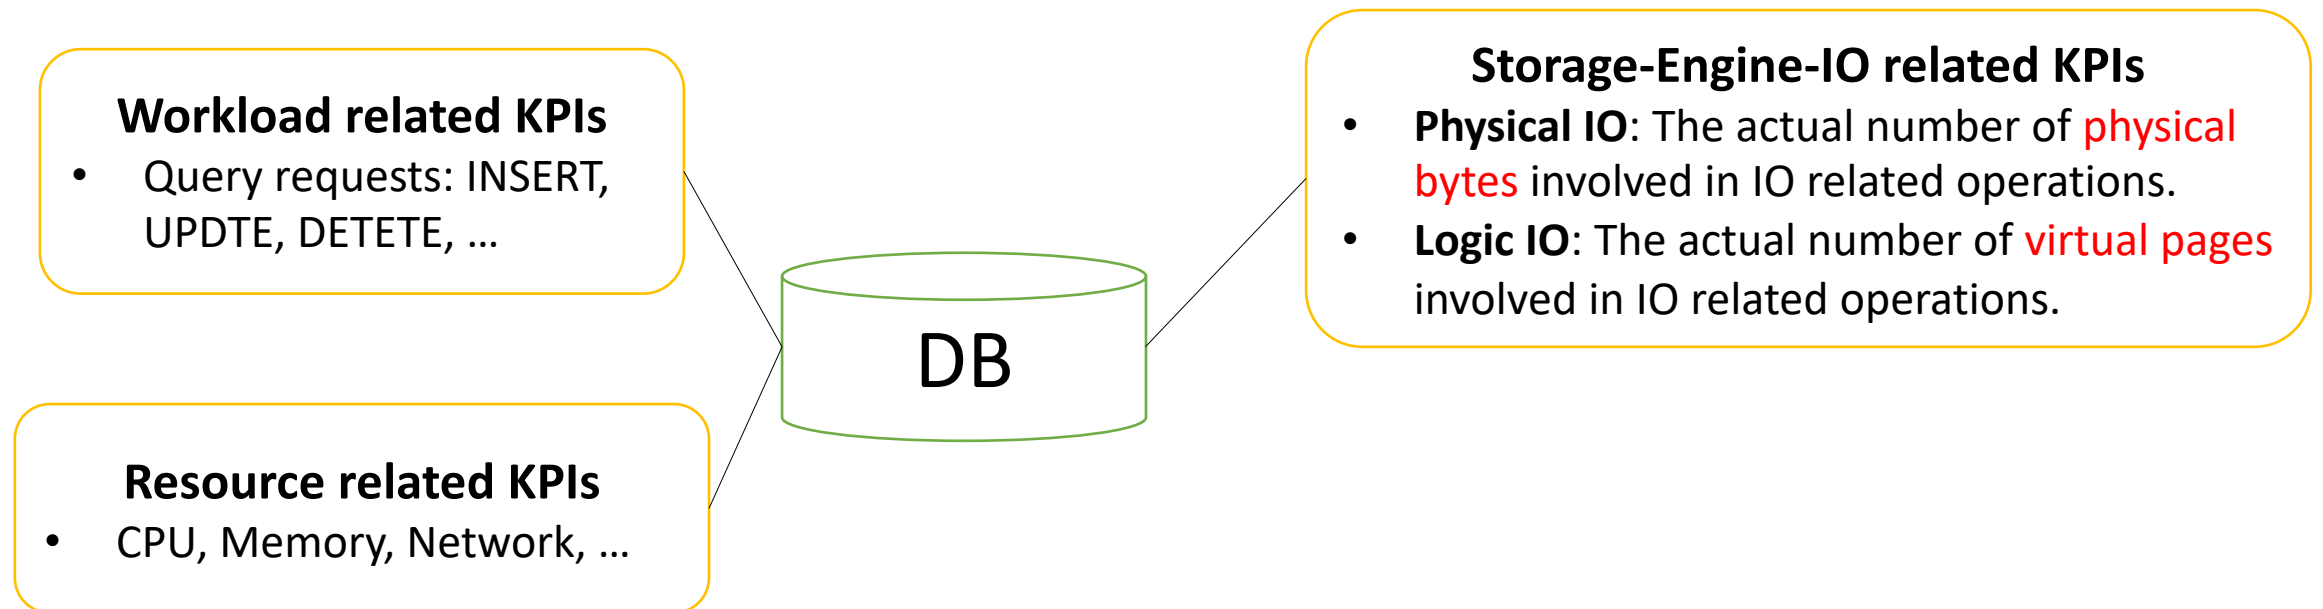 Workload related KPIs
• Query requests: INSERT,
UPDTE, DETETE, ...
Resource related KPIs
• CPU, Memory, Network, ...
DB
Storage-Engine-IO related KPIs
• Physical IO: The actual number of physical
bytes involved in IO related operations.
• Logic IO: The actual number of virtual pages
involved in IO related operations.